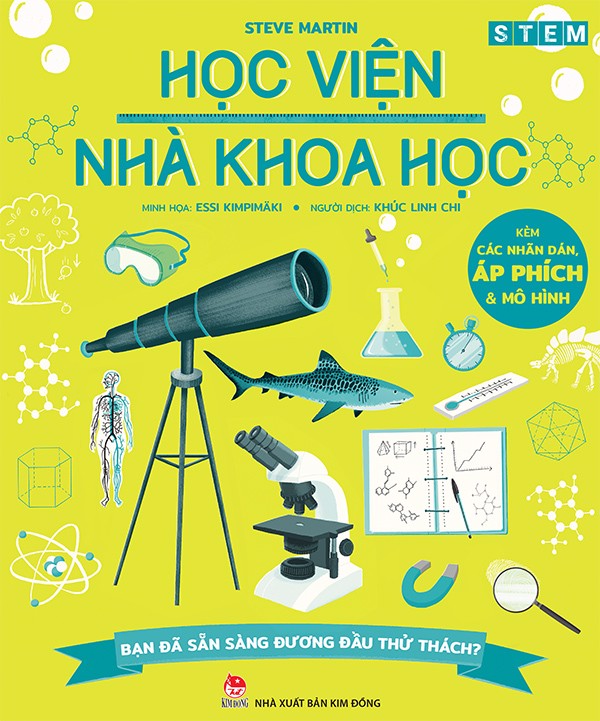 STEVE MARTIN
STEM
HỌC VIỆN
NHÀ KHOA HỌC
MINH HỌA: ESSI KIMPIMÄKI • NGƯỜI DỊCH: KHÚC LINH CHI
KÈM
CÁC NHÃN DÁN,
ÁP PHÍCH
& MÔ HÌNH
BẠN ĐÃ SẴN SÀNG ĐƯƠNG ĐẦU THỬ THÁCH?
KIM ĐỒNG
NHÀ XUẤT BẢN KIM ĐỒNG